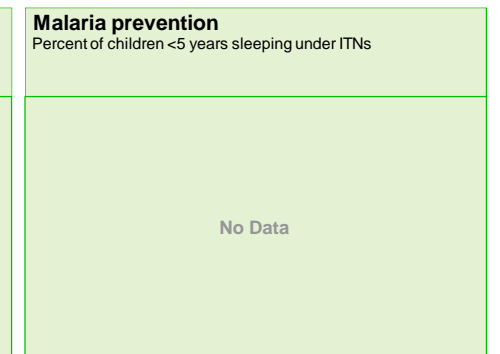 Malaria prevention
Percent of children <5 years sleeping under ITNs
No Data